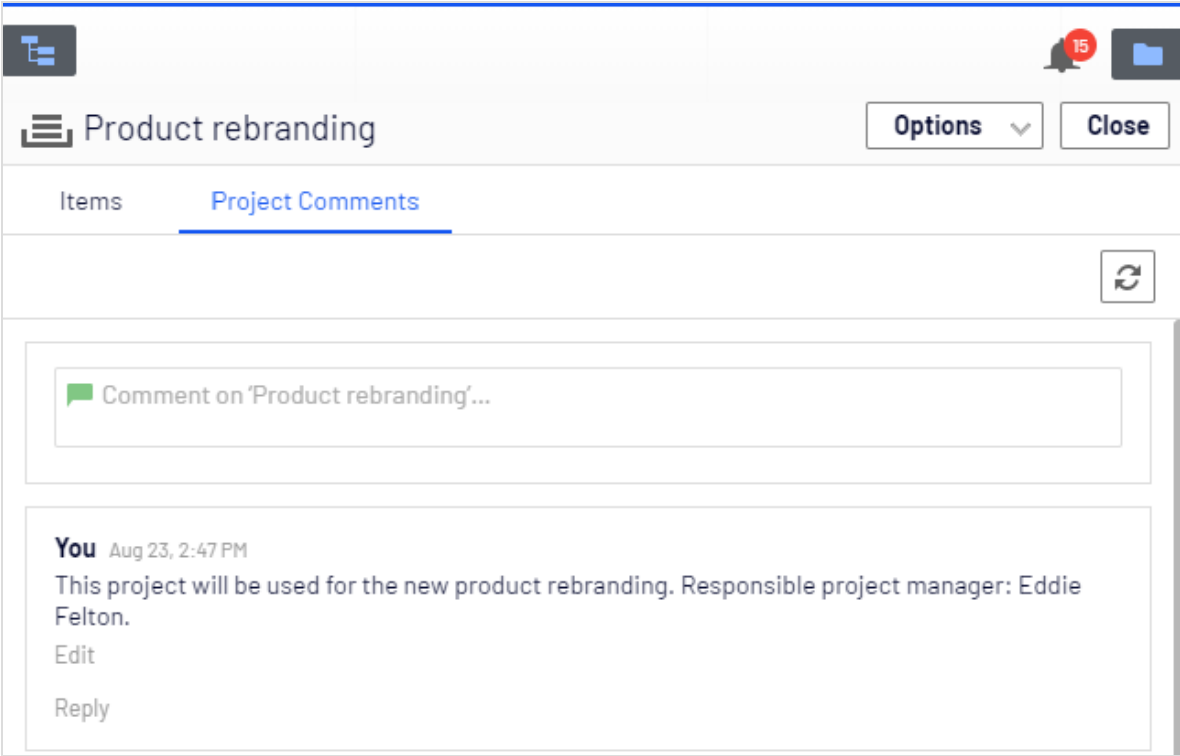 15
Product rebranding
Options
Close
Items
Project Comments
Comment on 'Product rebranding'...
You Aug 23, 2:47 PM
This project will be used for the new product rebranding. Responsible project manager: Eddie
Felton.
Edit
Reply